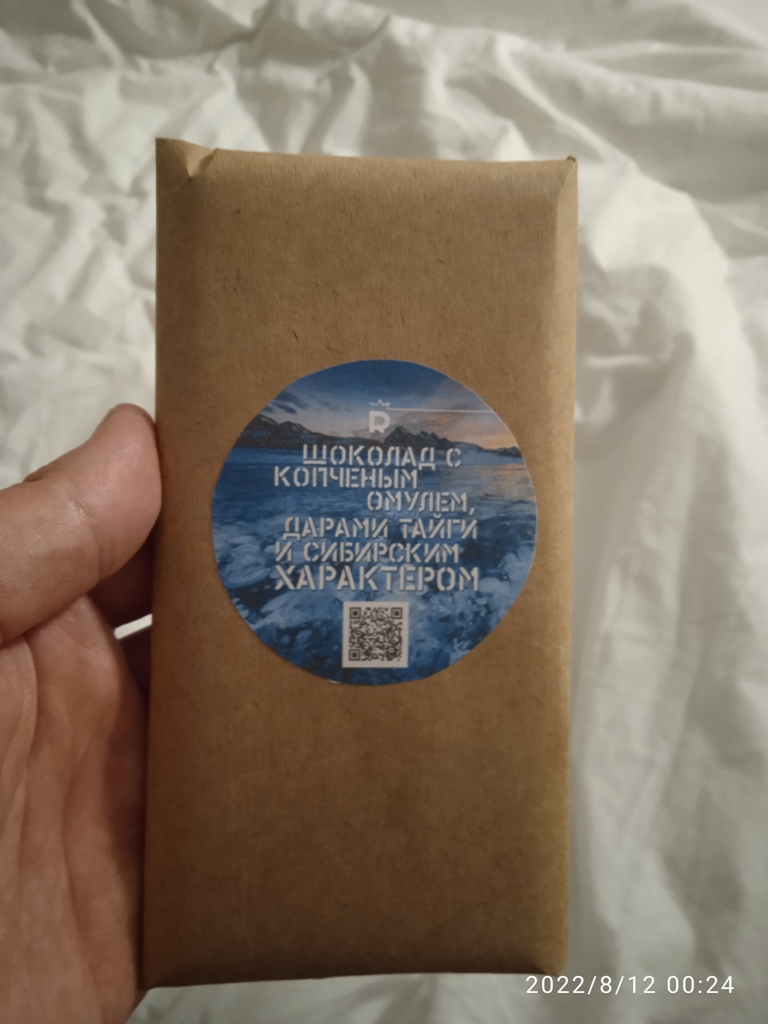 R
ШОКОЛАД С
КОПЧЕНЫМ
ОМУЛЕМ,
ДАРАМИ ТАЙГИ
И СИБИРСКИМ
ХАРАКТЕРОМ
2022/8/12 00:24